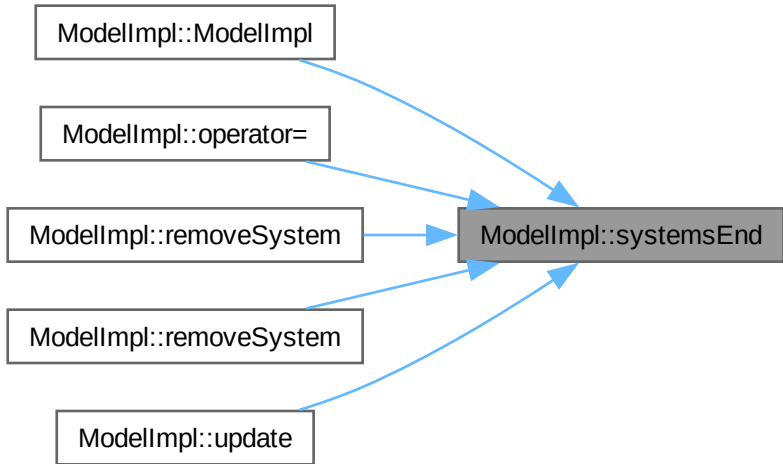 ModelImpl::ModelImpl
ModelImpl::operator=
ModelImpl::removeSystem
ModelImpl::systemsEnd
ModelImpl::removeSystem
ModelImpl::update